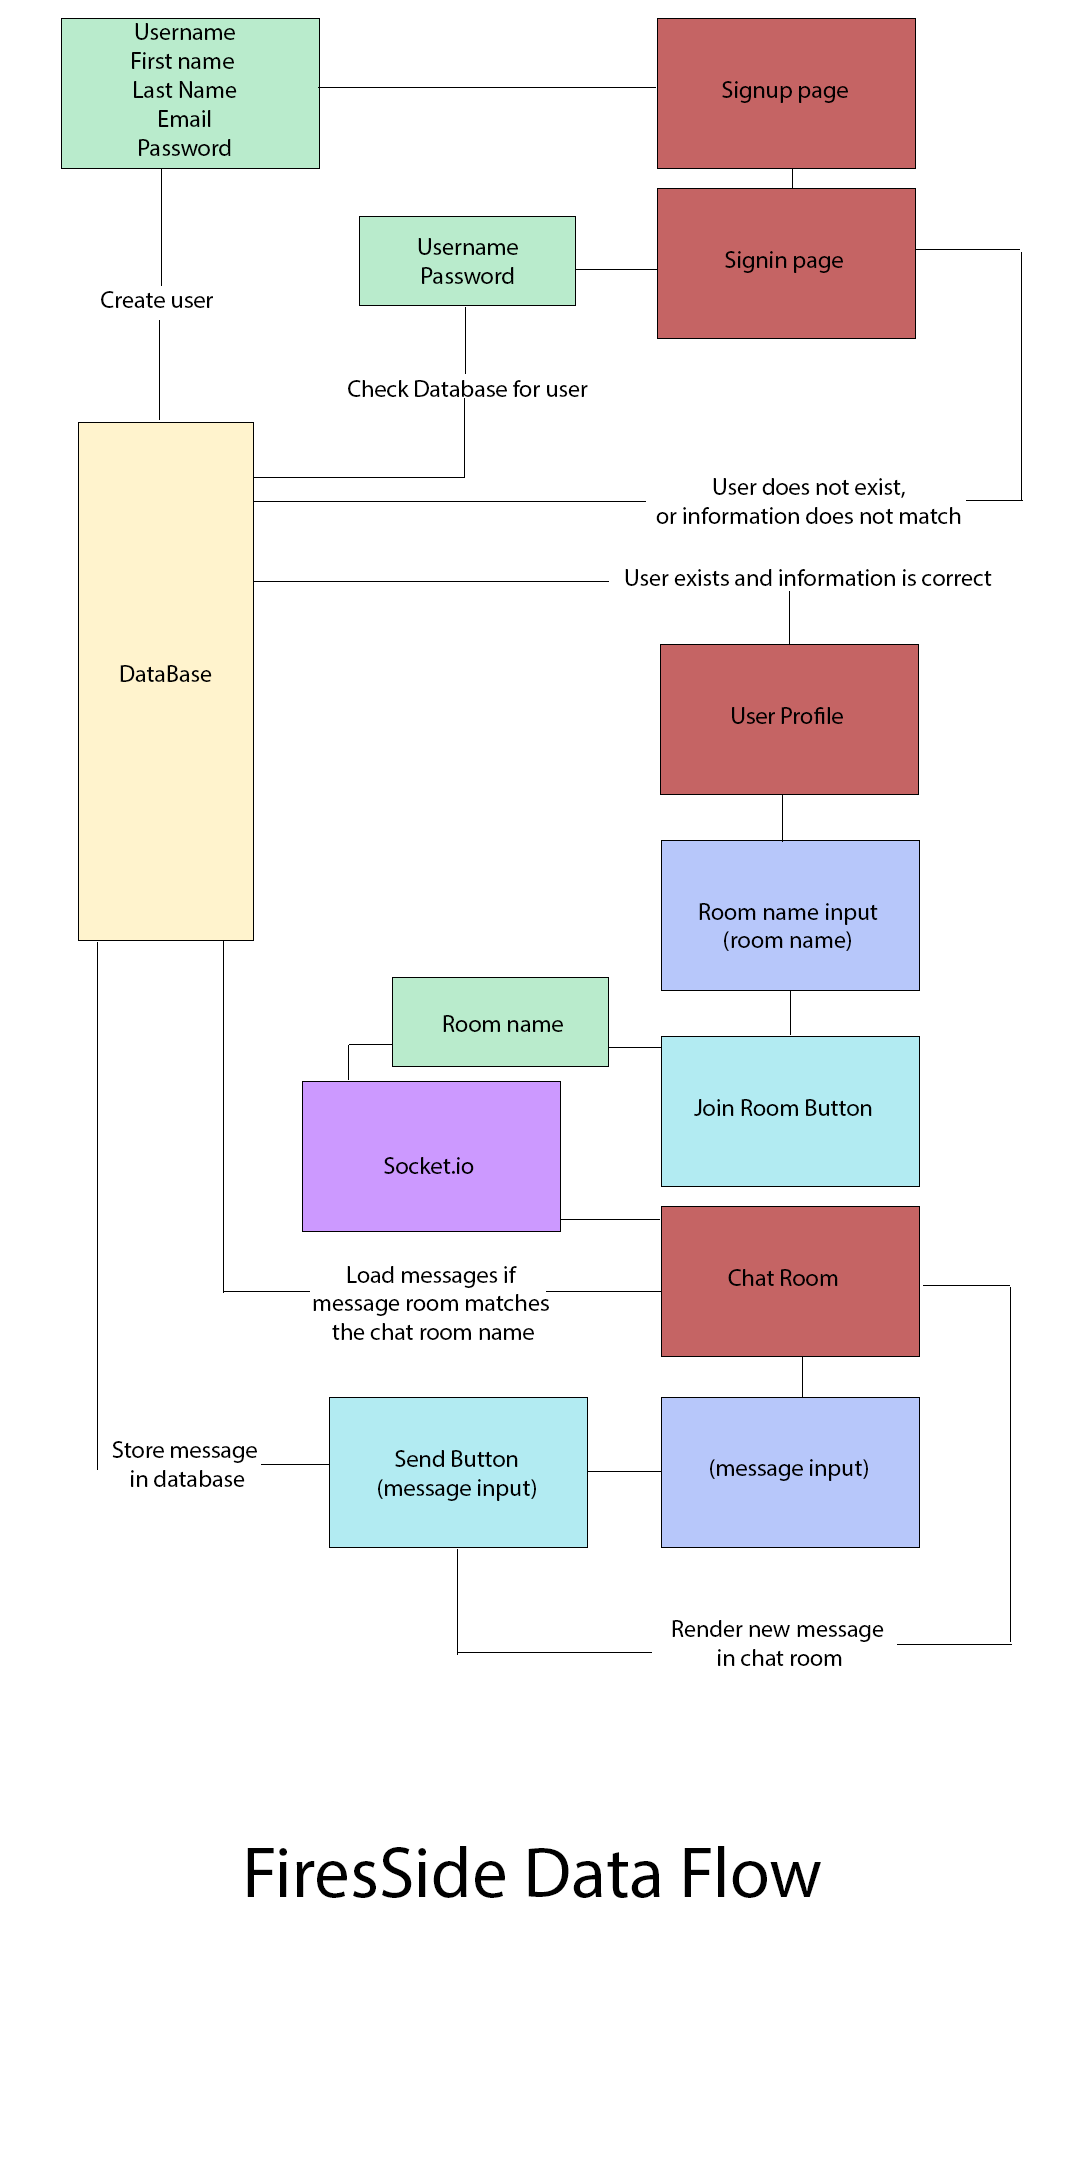 Username
First name
Last Name
Email
Password
Signup page
Username
Password
Signin page
Create user
Check Database for user
User does not exist,
or information does not match
User exists and information is correct
DataBase
User Profile
Room name input
(room name)
Room name
Join Room Button
Socket.io
Chat Room
Load messages if
message room matches
the chat room name
Store message
in database
Send Button
(message input)
(message input)
Render new message
in chat room
FiresSide Data Flow